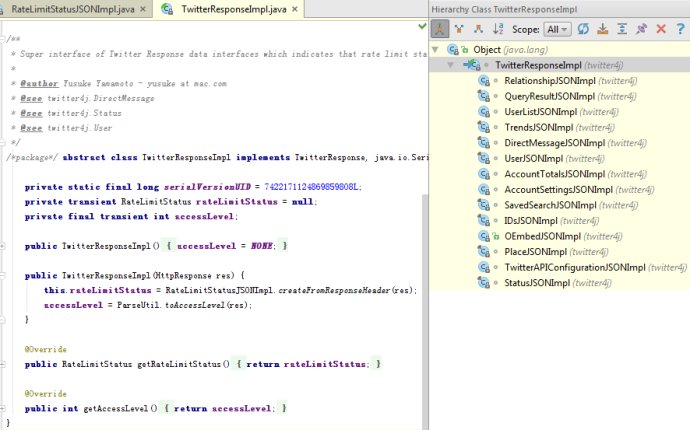 RateLimitStatusJSONImpl.java × TwitterResponseImpl.java ×
/**
* Super interface of Twitter Response data interfaces which indicates that rate limit sta
*
* @author Yusuke Yamamoto - yusuke at mac.com
* @see twitter4j.DirectMessage
* @see twitter4j.Status
* @see twitter4j.User
*/
/*package*/ abstract class TwitterResponseImpl implements TwitterResponse, java.io.Seri
private static final long serialVersionUID = 7422171124869859808L;
private transient RateLimitStatus rateLimitStatus = null;
private final transient int accessLevel;
public TwitterResponseImpl() { accessLevel = NONE; }
public TwitterResponseImpl(HttpResponse res) {
this.rateLimitStatus = RateLimitStatusJSONImpl.createFromResponseHeader(res);
accessLevel = ParseUtil.toAccessLevel(res);
}
@Override
public RateLimitStatus getRateLimitStatus() { return rateLimitStatus; }
@Override
public int getAccessLevel() { return accessLevel; }
}
Hierarchy Class TwitterResponseImpl
Scope: All
Object (java.lang)
TwitterResponseImpl (twitter4j)
RelationshipJSONImpl (twitter4j)
QueryResultJSONImpl (twitter4j)
UserListJSONImpl (twitter4j)
TrendsJSONImpl (twitter4j)
DirectMessageJSONImpl (twitter4j)
UserJSONImpl (twitter4j)
AccountTotalsJSONImpl (twitter4j)
AccountSettingsJSONImpl (twitter4j)
SavedSearchJSONImpl (twitter4j)
IDsJSONImpl (twitter4j)
OEmbedJSONImpl (twitter4j)
PlaceJSONImpl (twitter4j)
TwitterAPIConfigurationJSONImpl (twitter4j)
StatusJSONImpl (twitter4j)